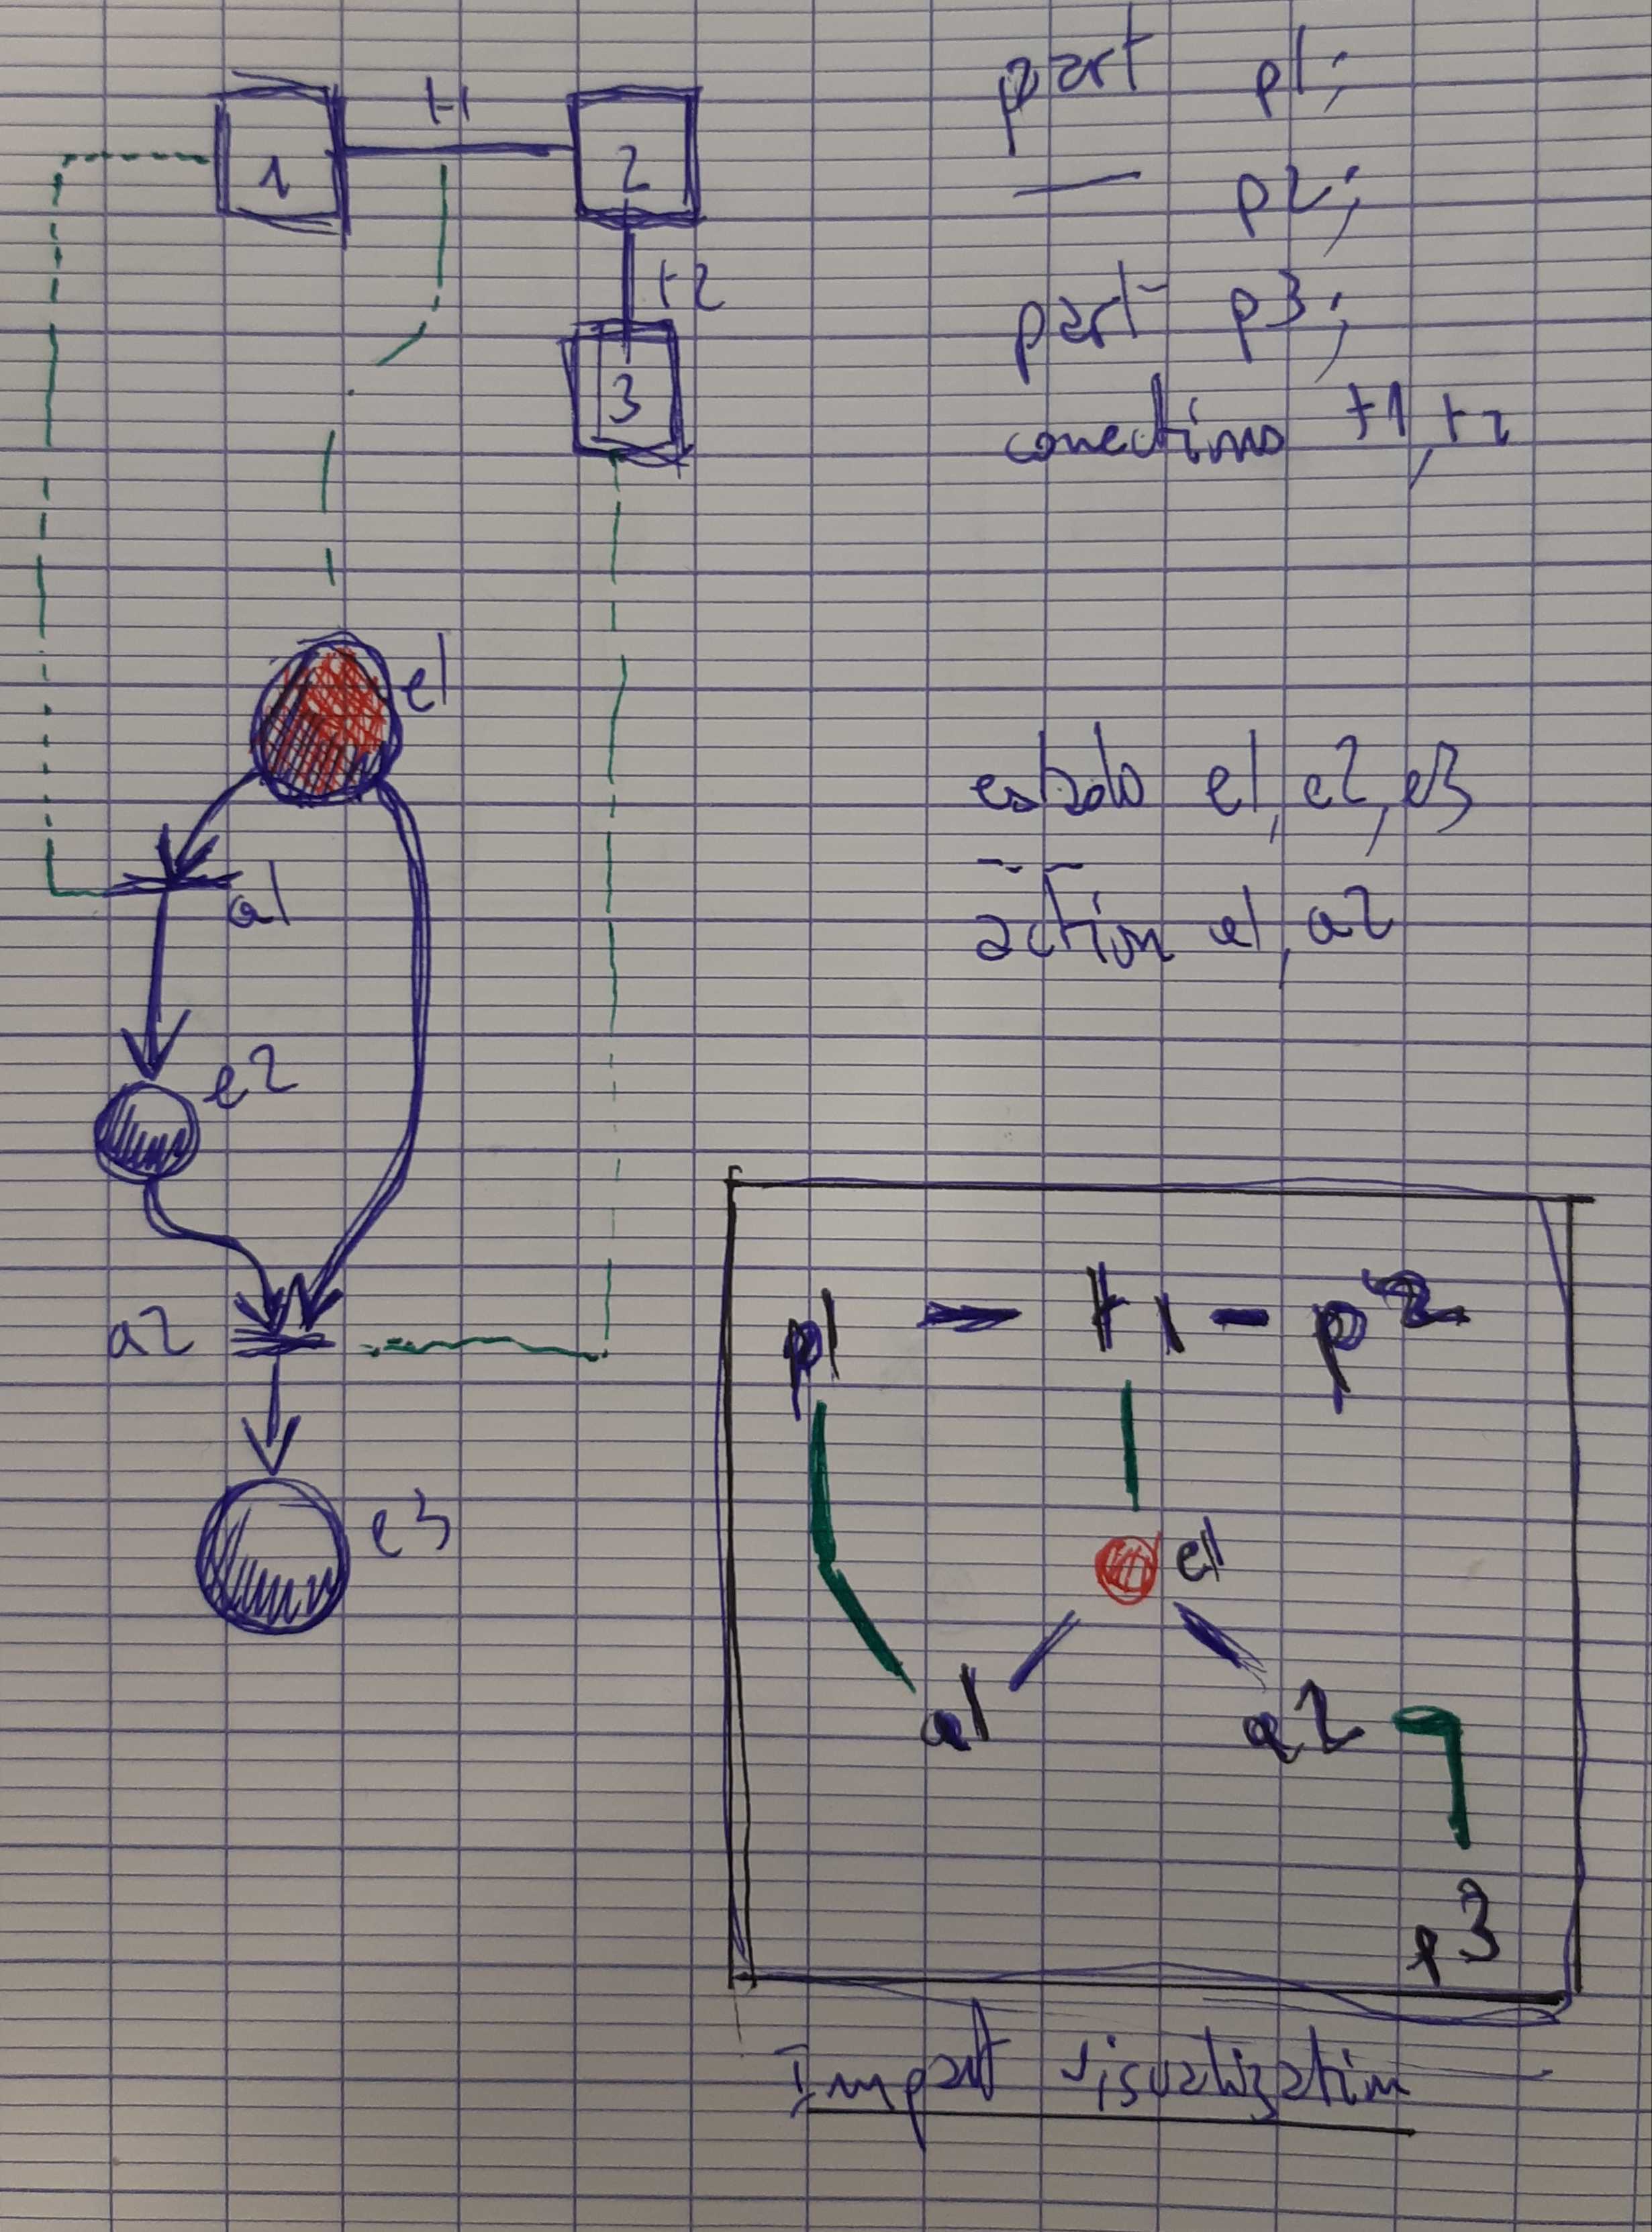 t1
1
2
t2
3
part p1;
— p2;
part p3;
conections t1, t2
e1
a1
e2
a2
e3
estado e1, e2, e3
action a1, a2
p1 — t1 — p2
e1
a1
a2
p3
Impact visualization